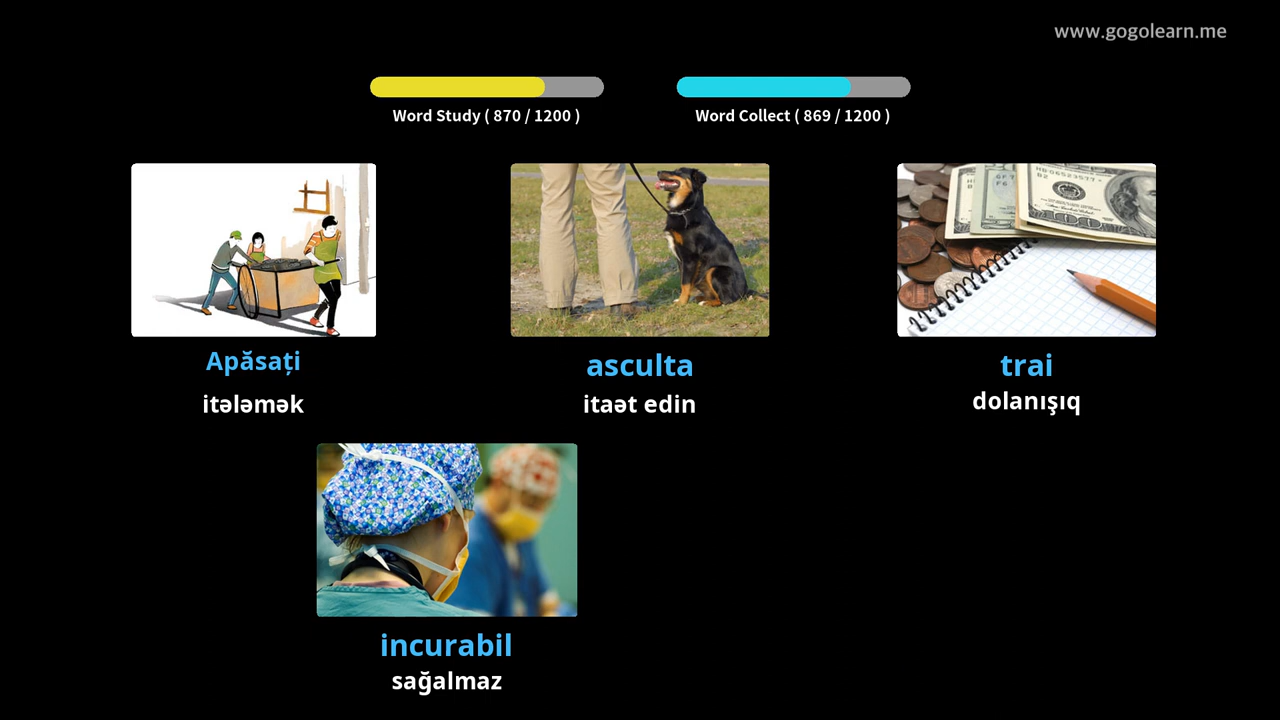 www.gogolearn.me
Word Study ( 870 / 1200 )
Word Collect ( 869 / 1200 )
Apăsați
asculta
trai
itələmək
itaət edin
dolanışıq
incurabil
sağalmaz